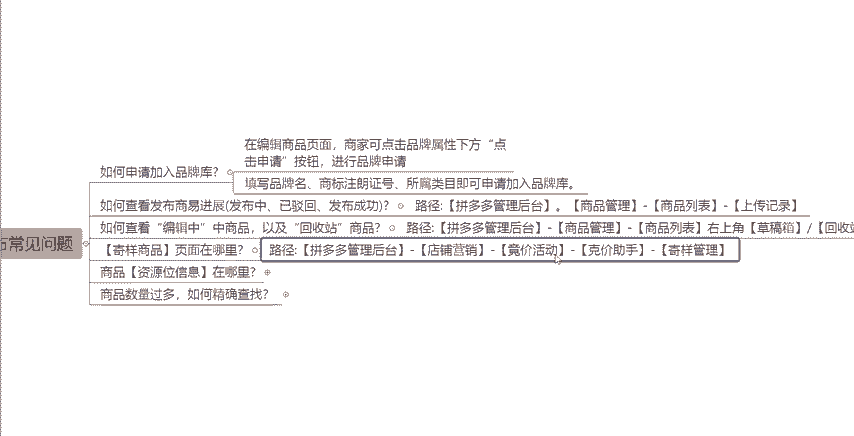 如何申请加入品牌库?
在编辑商品页面，商家可点击品牌属性下方“点
击申请”按钮，进行品牌申请
填写品牌名、商标注朗证号、所属类目即可申请加入品牌库。
如何查看发布商易进展(发布中、已驳回、发布成功)?
路径:【拼多多管理后台】。【商品管理】-【商品列表】-【上传记录】
如何查看“编辑中”中商品，以及“回收站”商品?
路径:【拼多多管理后台】-【商品管理】-【商品列表】右上角【草稿箱】/【回收
常见问题
【寄样商品】页面在哪里?
路径:【拼多多管理后台】-【店铺营销】-【竟价活动】-【克价助手】-【寄样管理】
商品【资源位信息】在哪里?
商品数量过多，如何精确查找?